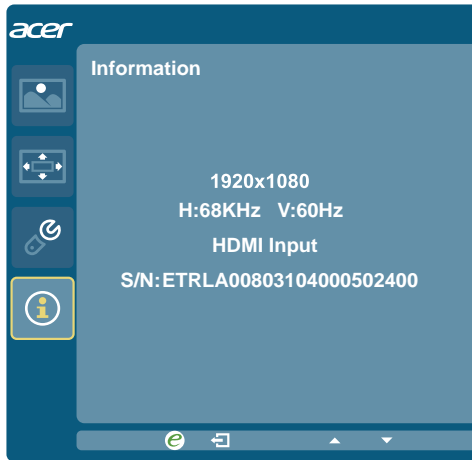 acer
Information
1920x1080
H:68KHz V:60Hz
HDMI Input
S/N:ETRLA00803104000502400
e